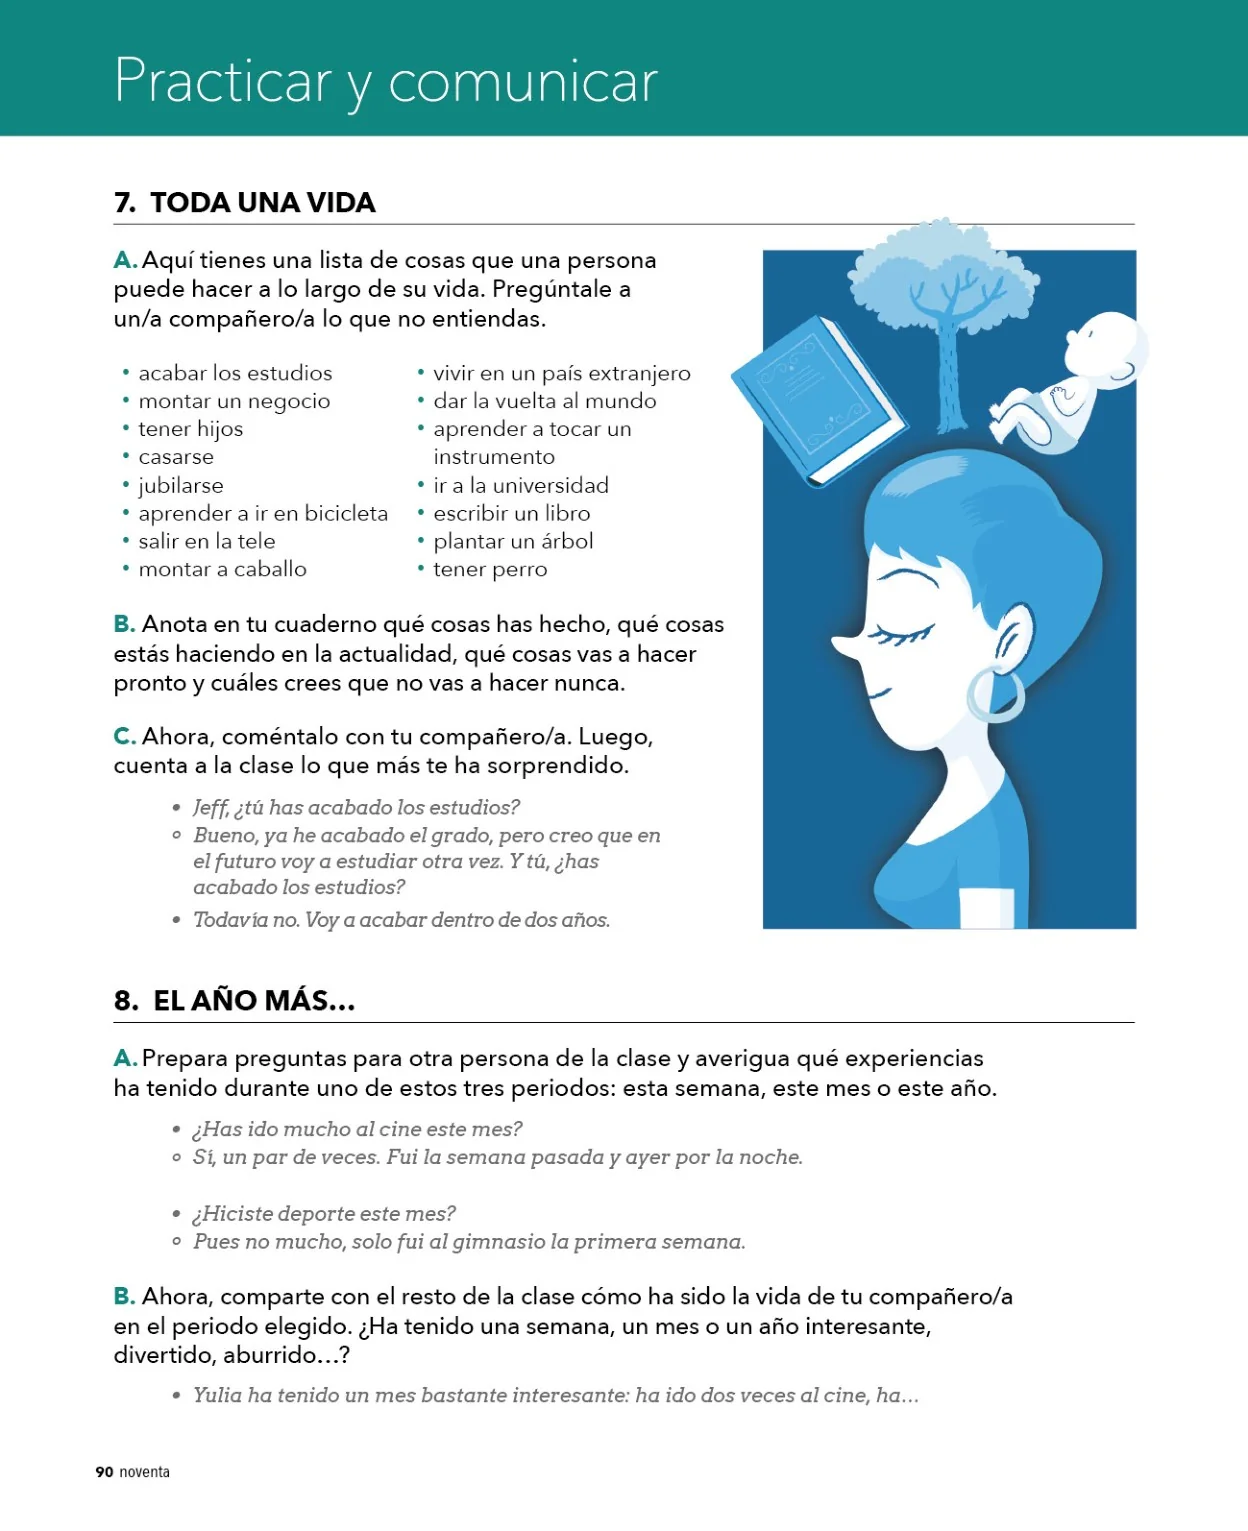 Practicar y comunicar
7. TODA UNA VIDA
A. Aquí tienes una lista de cosas que una persona
puede hacer a lo largo de su vida. Pregúntale a
un/a compañero/a lo que no entiendas.
• acabar los estudios
• montar un negocio
• tener hijos
• casarse
• jubilarse
• aprender a ir en bicicleta
• salir en la tele
• montar a caballo
• vivir en un país extranjero
• dar la vuelta al mundo
• aprender a tocar un
instrumento
• ir a la universidad
• escribir un libro
• plantar un árbol
• tener perro
B. Anota en tu cuaderno qué cosas has hecho, qué cosas
estás haciendo en la actualidad, qué cosas vas a hacer
pronto y cuáles crees que no vas a hacer nunca.
C. Ahora, coméntalo con tu compañero/a. Luego,
cuenta a la clase lo que más te ha sorprendido.
• Jeff, ¿tú has acabado los estudios?
○ Bueno, ya he acabado el grado, pero creo que en
el futuro voy a estudiar otra vez. Y tú, ¿has
acabado los estudios?
• Todavía no. Voy a acabar dentro de dos años.
8. EL AÑO MÁS...
A. Prepara preguntas para otra persona de la clase y averigua qué experiencias
ha tenido durante uno de estos tres periodos: esta semana, este mes o este año.
• ¿Has ido mucho al cine este mes?
○ Sí, un par de veces. Fui la semana pasada y ayer por la noche.
• ¿Hiciste deporte este mes?
○ Pues no mucho, solo fui al gimnasio la primera semana.
B. Ahora, comparte con el resto de la clase cómo ha sido la vida de tu compañero/a
en el periodo elegido. ¿Ha tenido una semana, un mes o un año interesante,
divertido, aburrido...?
• Yulia ha tenido un mes bastante interesante: ha ido dos veces al cine, ha...
90 noventa